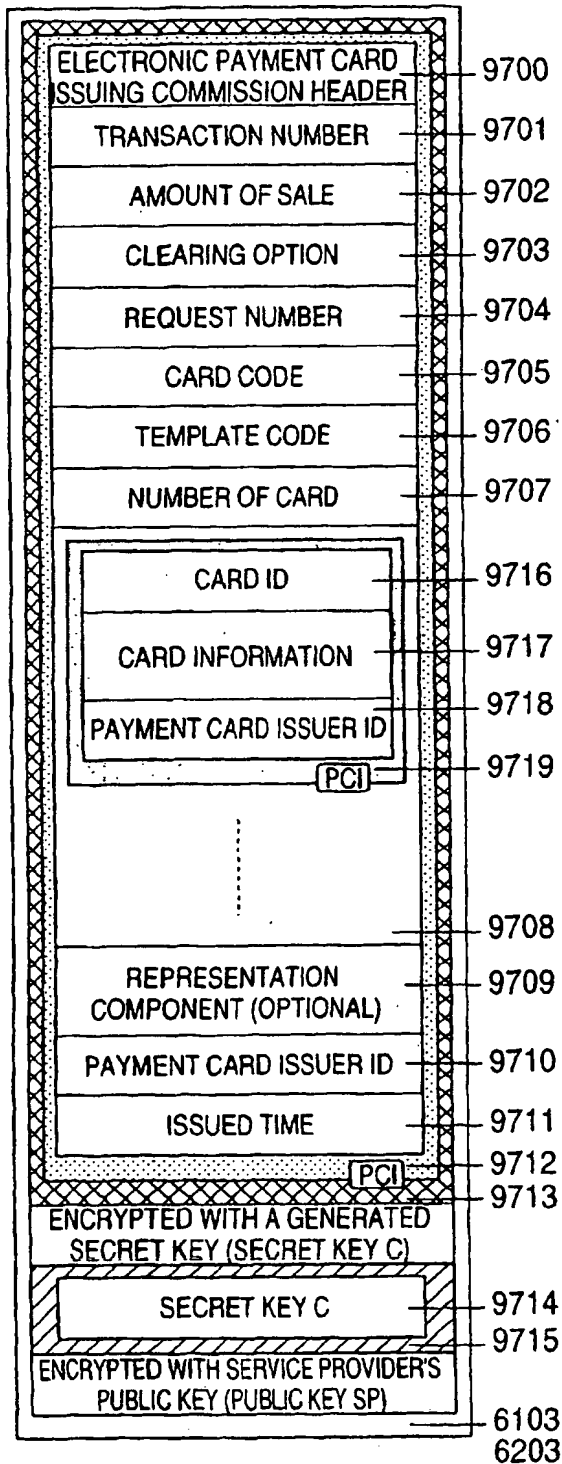 ELECTRONIC PAYMENT CARD
ISSUING COMMISSION HEADER
9700
TRANSACTION NUMBER
9701
AMOUNT OF SALE
9702
CLEARING OPTION
9703
REQUEST NUMBER
9704
CARD CODE
9705
TEMPLATE CODE
9706
NUMBER OF CARD
9707
CARD ID
9716
CARD INFORMATION
9717
PAYMENT CARD ISSUER ID
9718
PCI
9719
9708
REPRESENTATION
COMPONENT (OPTIONAL)
9709
PAYMENT CARD ISSUER ID
9710
ISSUED TIME
9711
PCI
9712
9713
ENCRYPTED WITH A GENERATED
SECRET KEY (SECRET KEY C)
SECRET KEY C
9714
9715
ENCRYPTED WITH SERVICE PROVIDER'S
PUBLIC KEY (PUBLIC KEY SP)
6103
6203